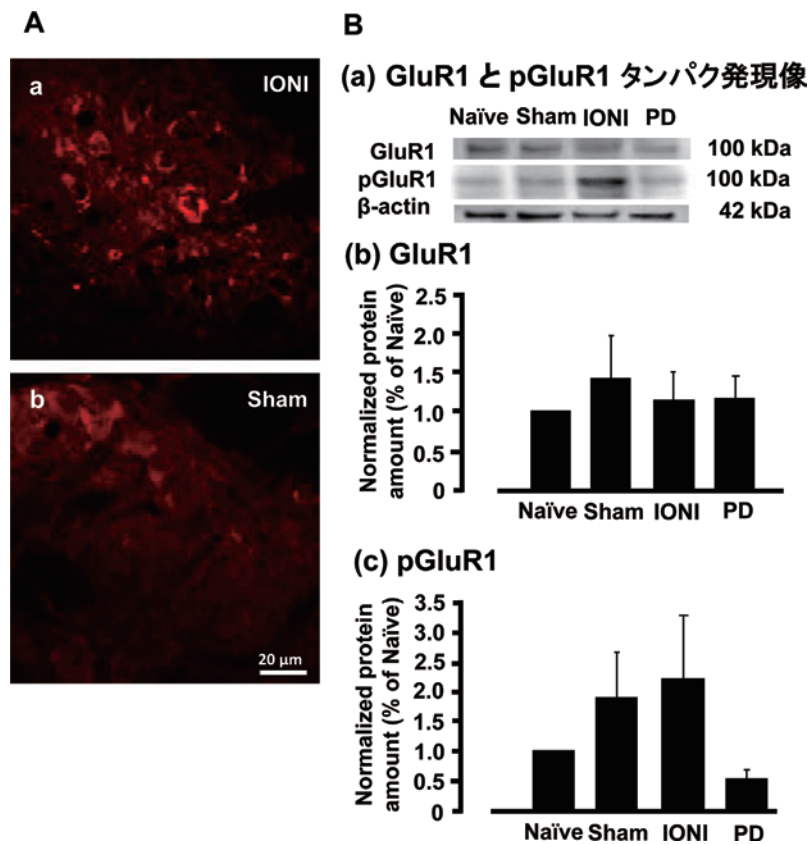 A
a
IONI
b
Sham
20 μm
B
(a) GluR1 と pGluR1 タンパク発現像
Naïve Sham IONI PD
GluR1 100 kDa
pGluR1 100 kDa
β-actin 42 kDa
(b) GluR1
Normalized protein
amount (% of Naïve)
2.5
2.0
1.5
1.0
0.5
0
Naïve Sham IONI PD
(c) pGluR1
Normalized protein
amount (% of Naïve)
3.5
3.0
2.5
2.0
1.5
1.0
0.5
0
Naïve Sham IONI PD